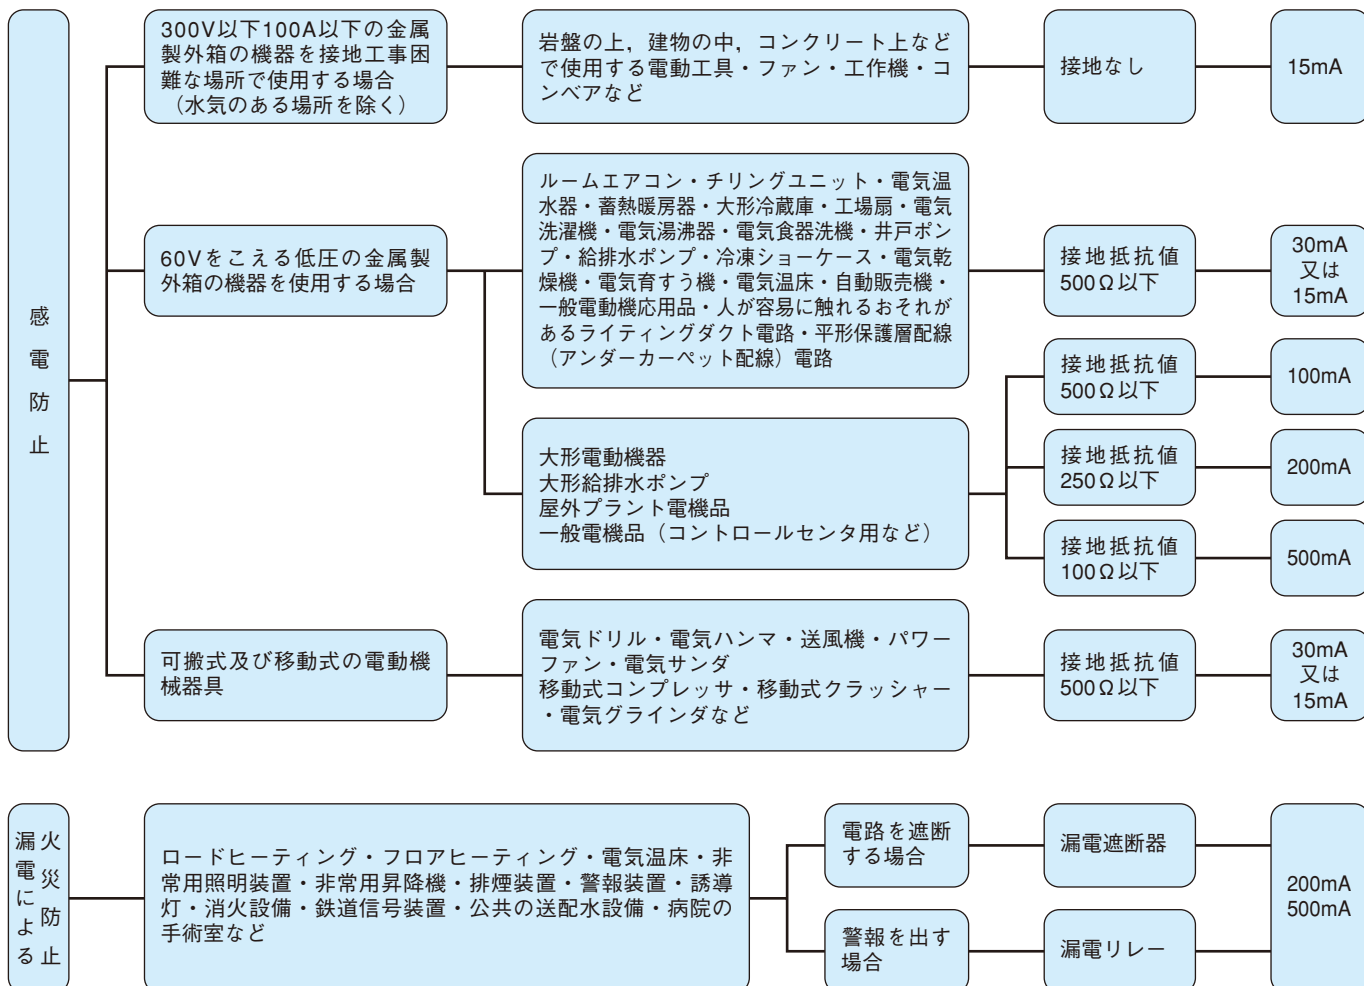 感電防止
300V以下100A以下の金属
製外箱の機器を接地工事困
難な場所で使用する場合
（水気のある場所を除く）
岩盤の上，建物の中，コンクリート上など
で使用する電動工具・ファン・工作機・コ
ンベアなど
接地なし
15mA
60Vをこえる低圧の金属製
外箱の機器を使用する場合
ルームエアコン・チリングユニット・電気温
水器・蓄熱暖房器・大形冷蔵庫・工場扇・電気
洗濯機・電気湯沸器・電気食器洗機・井戸ポン
プ・給排水ポンプ・冷凍ショーケース・電気乾
燥機・電気育すう機・電気温床・自動販売機・
一般電動機応用品・人が容易に触れるおそれが
あるライティングダクト電路・平形保護層配線
（アンダーカーペット配線）電路
接地抵抗値
500Ω以下
30mA
又は
15mA
大形電動機器
大形給排水ポンプ
屋外プラント電機品
一般電機品（コントロールセンタ用など）
接地抵抗値
500Ω以下
100mA
接地抵抗値
250Ω以下
200mA
接地抵抗値
100Ω以下
500mA
可搬式及び移動式の電動機
械器具
電気ドリル・電気ハンマ・送風機・パワー
ファン・電気サンダ
移動式コンプレッサ・移動式クラッシャー
・電気グラインダなど
接地抵抗値
500Ω以下
30mA
又は
15mA
漏電による
火災防止
ロードヒーティング・フロアヒーティング・電気温床・非
常用照明装置・非常用昇降機・排煙装置・警報装置・誘導
灯・消火設備・鉄道信号装置・公共の送配水設備・病院の
手術室など
電路を遮断
する場合
漏電遮断器
警報を出す
場合
漏電リレー
200mA
500mA